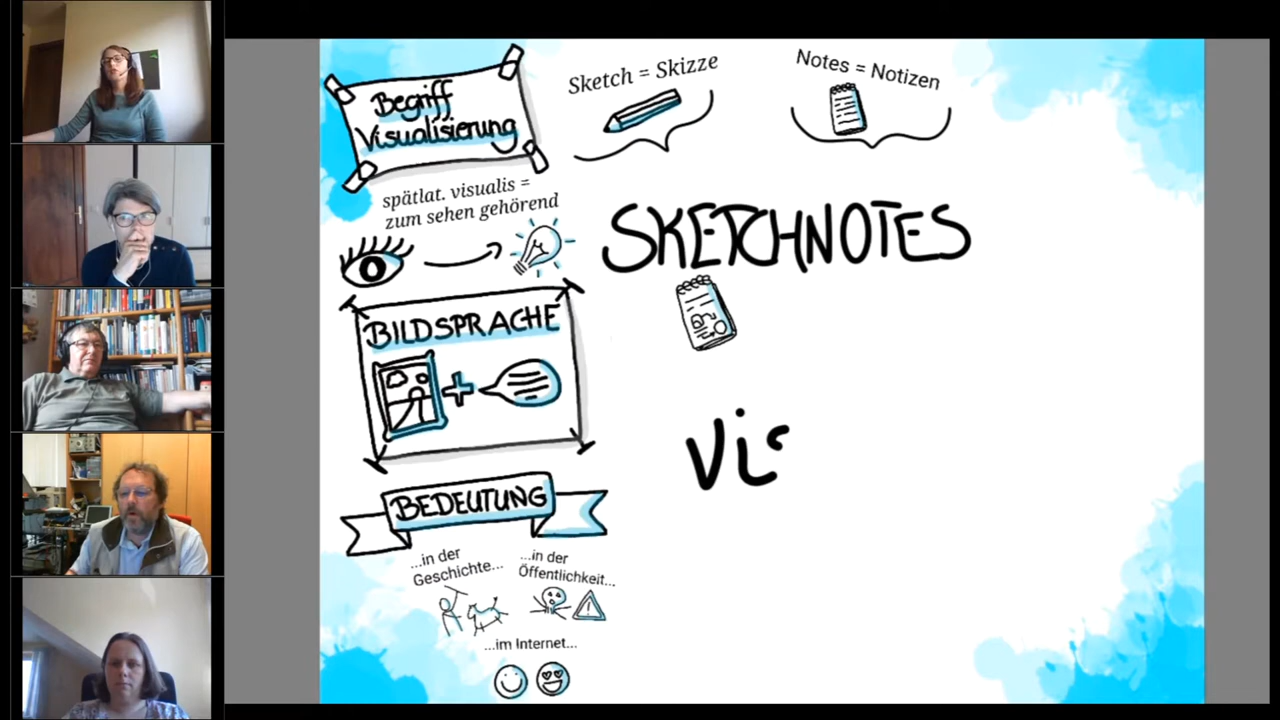 Begriff
Visualisierung
spätlat. visualis =
zum sehen gehörend
BILDSPRACHE
BEDEUTUNG
...in der
Geschichte...
...in der
Öffentlichkeit...
...im Internet...
Sketch = Skizze
Notes = Notizen
SKETCHNOTES
Vis